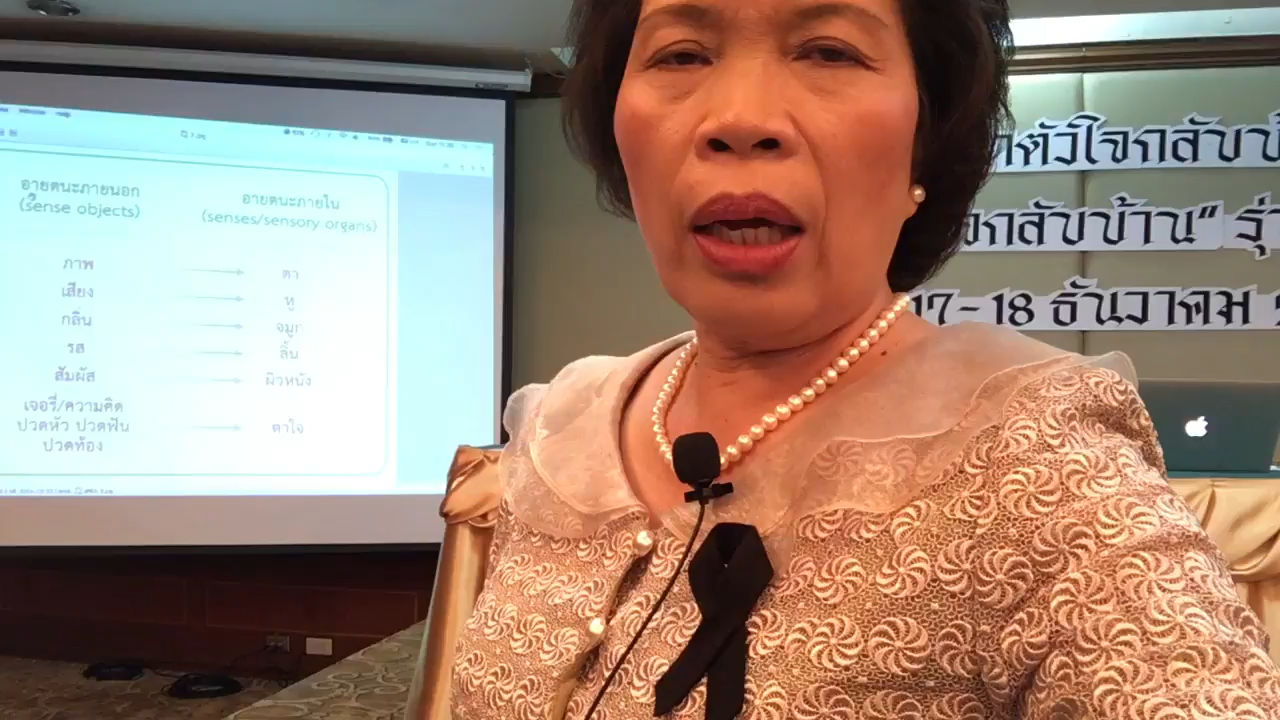 อายตนะภายนอก
(sense objects)
อายตนะภายใน
(senses/sensory organs)
ภาพ
ตา
เสียง
หู
กลิ่น
จมูก
รส
ลิ้น
สัมผัส
ผิวหนัง
เจอรี่/ความคิด
ปวดหัว ปวดฟัน
ปวดท้อง
ตาใจ
ตัวใจกลับ
กลับบ้าน" รุ่
17-18 ธันวาคม